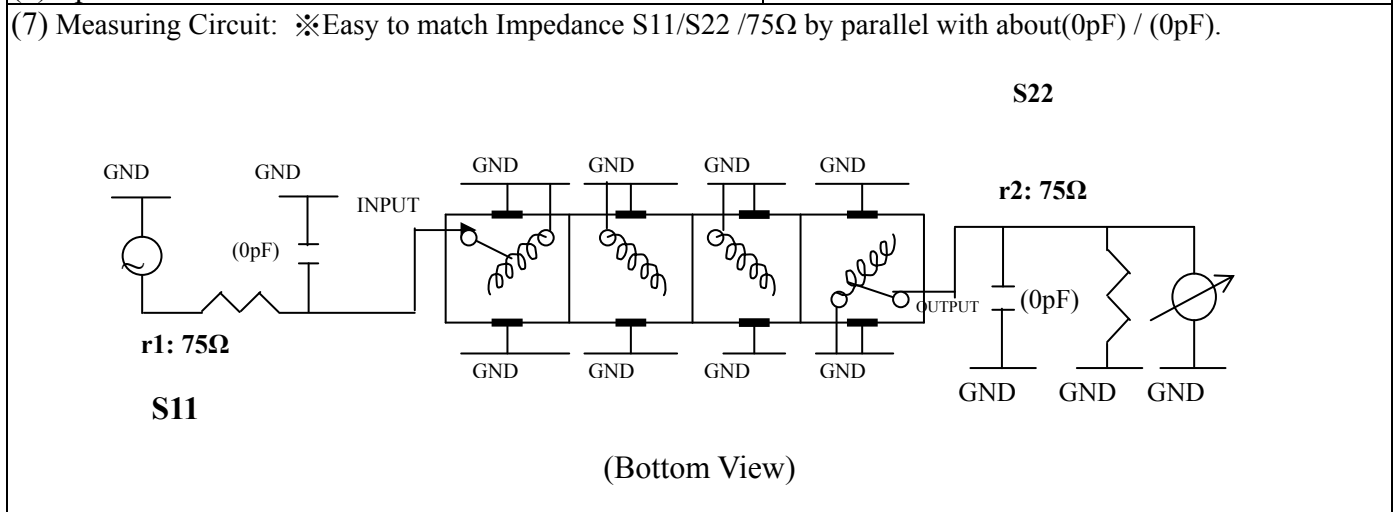 (7) Measuring Circuit: ※Easy to match Impedance S11/S22 /75Ω by parallel with about(0pF) / (0pF).
S22
GND GND GND GND GND GND
r2: 75Ω
INPUT
(0pF)
(0pF)
OUTPUT
r1: 75Ω
GND GND GND GND
GND GND GND
S11
(Bottom View)